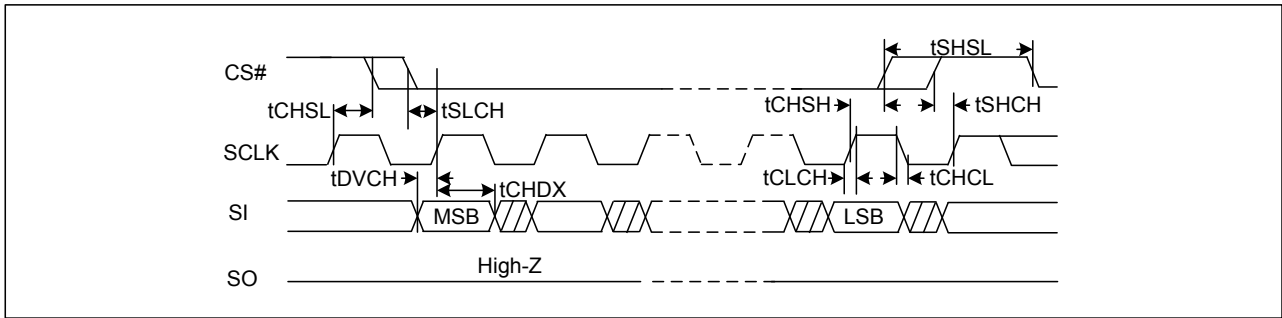 tSHSL
CS#
tCHSL
tSLCH
tCHSH
tSHCH
SCLK
tDVCH
tCHDX
tCLCH
tCHCL
SI
MSB
LSB
High-Z
SO